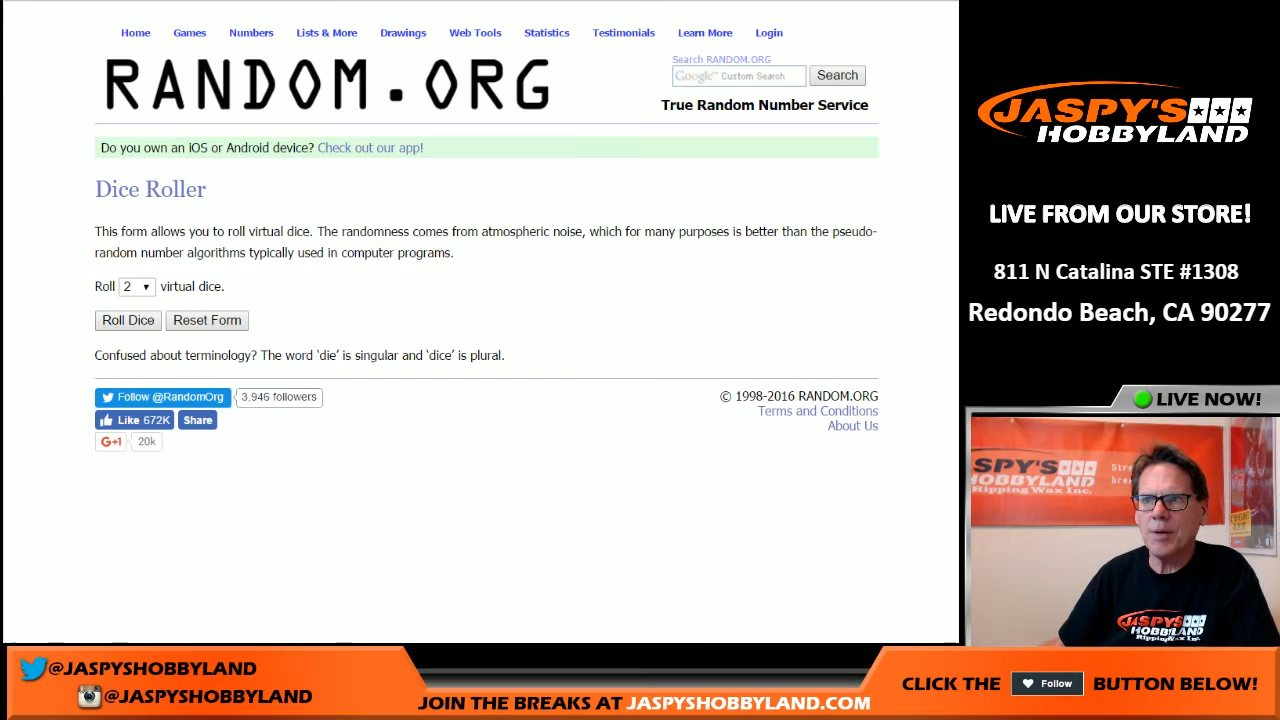 Home Games Numbers Lists & More Drawings Web Tools Statistics Testimonials Learn More Login
RANDOM.ORG
Search RANDOM.ORG
Google™ Custom Search Search
True Random Number Service
Do you own an iOS or Android device? Check out our app!
Dice Roller
This form allows you to roll virtual dice. The randomness comes from atmospheric noise, which for many purposes is better than the pseudo-
random number algorithms typically used in computer programs.
Roll 2 virtual dice.
Roll Dice Reset Form
Confused about terminology? The word ‘die’ is singular and ‘dice’ is plural.
Follow @RandomOrg 3,946 followers
Like 672K Share
G+1 20k
© 1998-2016 RANDOM.ORG
Terms and Conditions
About Us
JASPY'S
HOBBYLAND
LIVE FROM OUR STORE!
811 N Catalina STE #1308
Redondo Beach, CA 90277
LIVE NOW!
SPY'S
HOBBYLAND
Ripping Wax Inc.
JASPY'S
HOBBYLAND
Ripping Wax Inc.
@JASPYSHOBBYLAND
@JASPYSHOBBYLAND
JOIN THE BREAKS AT JASPYSHOBBYLAND.COM
CLICK THE Follow BUTTON BELOW!